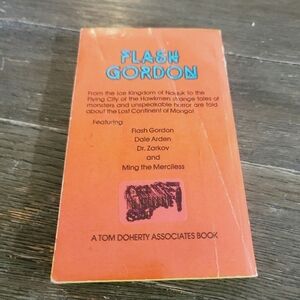 FLASH
GORDON
From the Ice Kingdom of Naquk to the
Flying City of the Hawkmen strange tales of
monsters and unspeakable horror are told
about the Lost Continent of Mongo!
Featuring:
Flash Gordon
Dale Arden
Dr. Zarkov
and
Ming the Merciless
A TOM DOHERTY ASSOCIATES BOOK